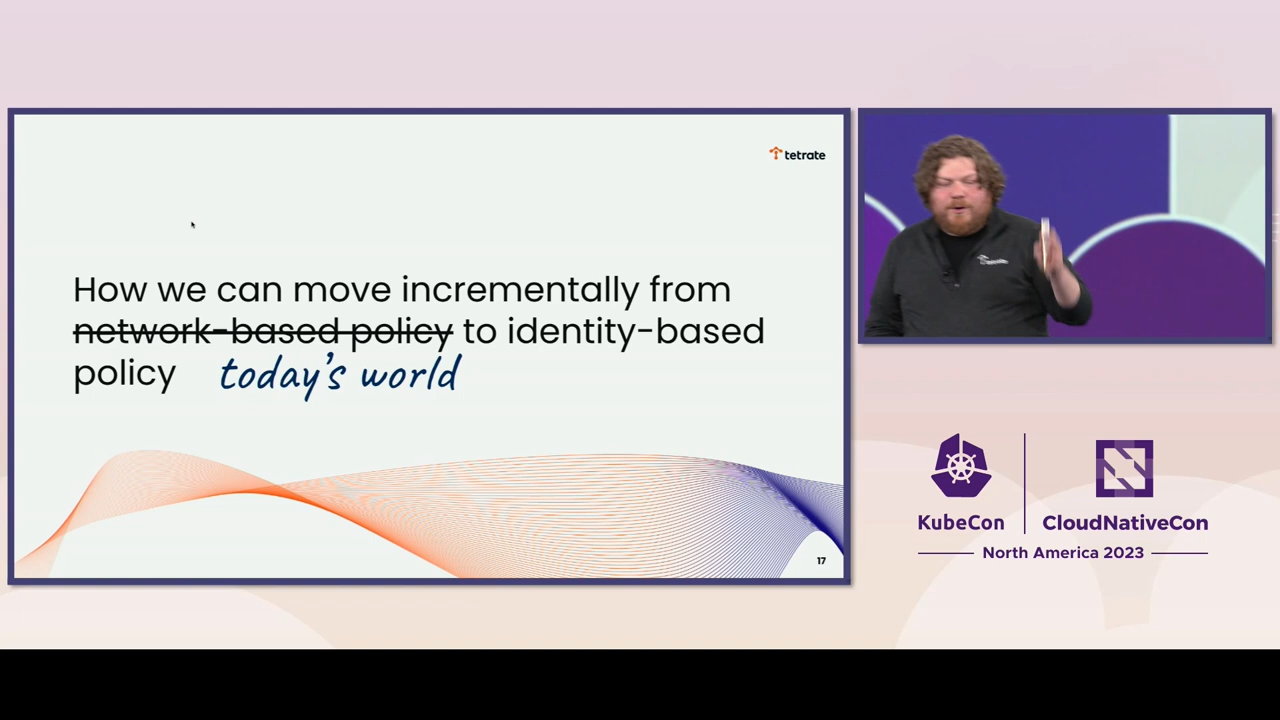 tetrate
How we can move incrementally from
network-based policy to identity-based
policy today's world
17
tetrate
KubeCon
CloudNativeCon
North America 2023